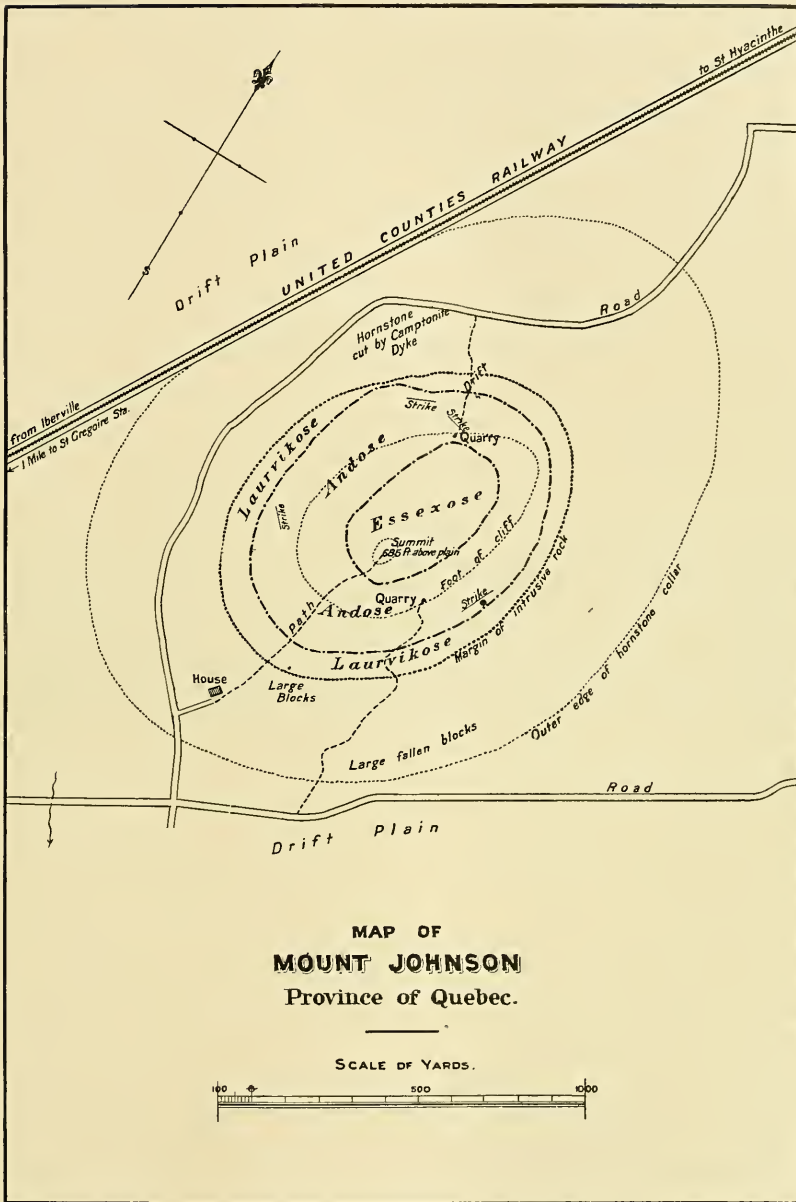 to St Hyacinthe
S
Drift Plain
UNITED COUNTIES RAILWAY
Road
Hornstone
cut by Camptonite
Dyke
Drift
from Iberville
1 Mile to St Gregoire Sta.
Strike
Strike
Quarry
Laurvikose
Andose
Strike
Essexose
Summit
685 Ft above plain
Foot of cliff
Quarry
Andose
Strike
Path
Laurvikose
Margin of intrusive rock
House
Large
Blocks
Outer edge of hornstone collar
Large fallen blocks
Road
Drift Plain
MAP OF
MOUNT JOHNSON
Province of Quebec.
SCALE OF YARDS.
100 0 500 1000